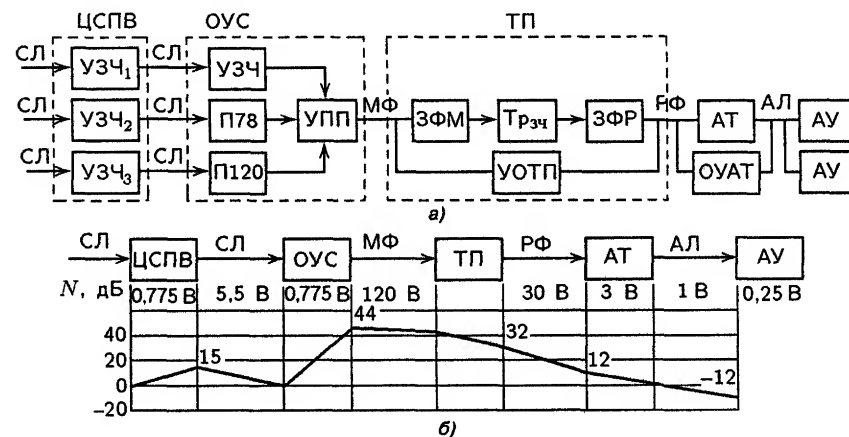 ЦСПВ ОУС ТП
СЛ УЗЧ₁ СЛ УЗЧ МФ ЗФМ Трзч ЗФР РФ АТ АЛ АУ
СЛ УЗЧ₂ СЛ П78 УПП
СЛ УЗЧ₃ СЛ П120 УОТП ОУАТ АУ
а)
СЛ ЦСПВ СЛ ОУС МФ ТП РФ АТ АЛ АУ
N, дБ 0,775 В 5,5 В 0,775 В 120 В 30 В 3 В 1 В 0,25 В
44
40 32
20 15 12
0 -12
-20
б)